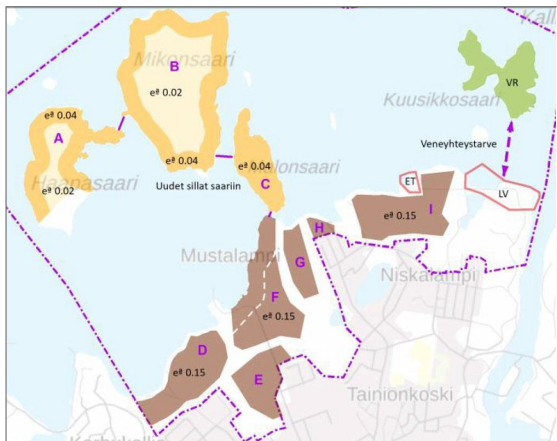 Kalli
Mikonsaari
B
VR
eª 0.02
Kuusikkosaari
eª 0.04
A
Veneyhteystarve
eª 0.04
eª 0.04
Haapasaari
eª 0.02
Uudet sillat saariin
C
ET
LV
I
eª 0.15
H
Mustalampi
G
Niskalampi
F
eª 0.15
D
eª 0.15
E
Tainionkoski